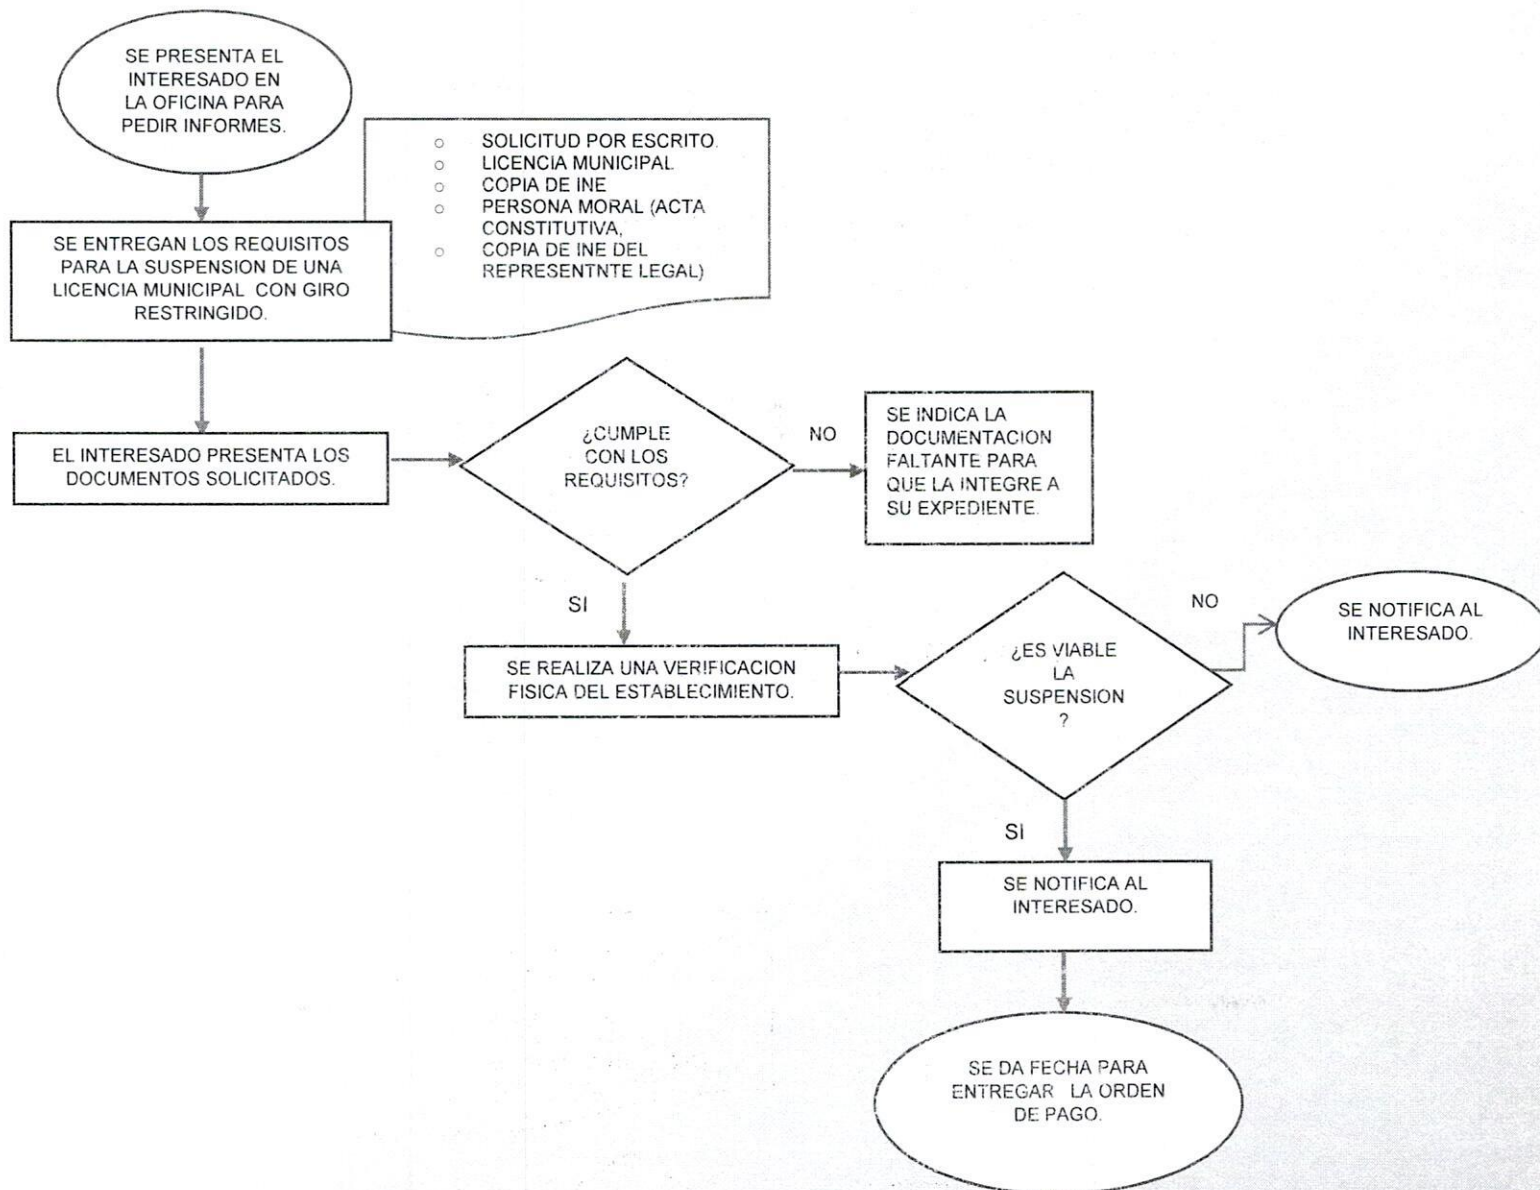 SE PRESENTA EL
INTERESADO EN
LA OFICINA PARA
PEDIR INFORMES.
○ SOLICITUD POR ESCRITO.
○ LICENCIA MUNICIPAL
○ COPIA DE INE
○ PERSONA MORAL (ACTA
CONSTITUTIVA,
○ COPIA DE INE DEL
REPRESENTNTE LEGAL)
SE ENTREGAN LOS REQUISITOS
PARA LA SUSPENSION DE UNA
LICENCIA MUNICIPAL CON GIRO
RESTRINGIDO.
EL INTERESADO PRESENTA LOS
DOCUMENTOS SOLICITADOS.
¿CUMPLE
CON LOS
REQUISITOS?
NO
SE INDICA LA
DOCUMENTACION
FALTANTE PARA
QUE LA INTEGRE A
SU EXPEDIENTE.
SI
SE REALIZA UNA VERIFICACION
FISICA DEL ESTABLECIMIENTO.
¿ES VIABLE
LA
SUSPENSION
?
NO
SE NOTIFICA AL
INTERESADO.
SI
SE NOTIFICA AL
INTERESADO.
SE DA FECHA PARA
ENTREGAR LA ORDEN
DE PAGO.